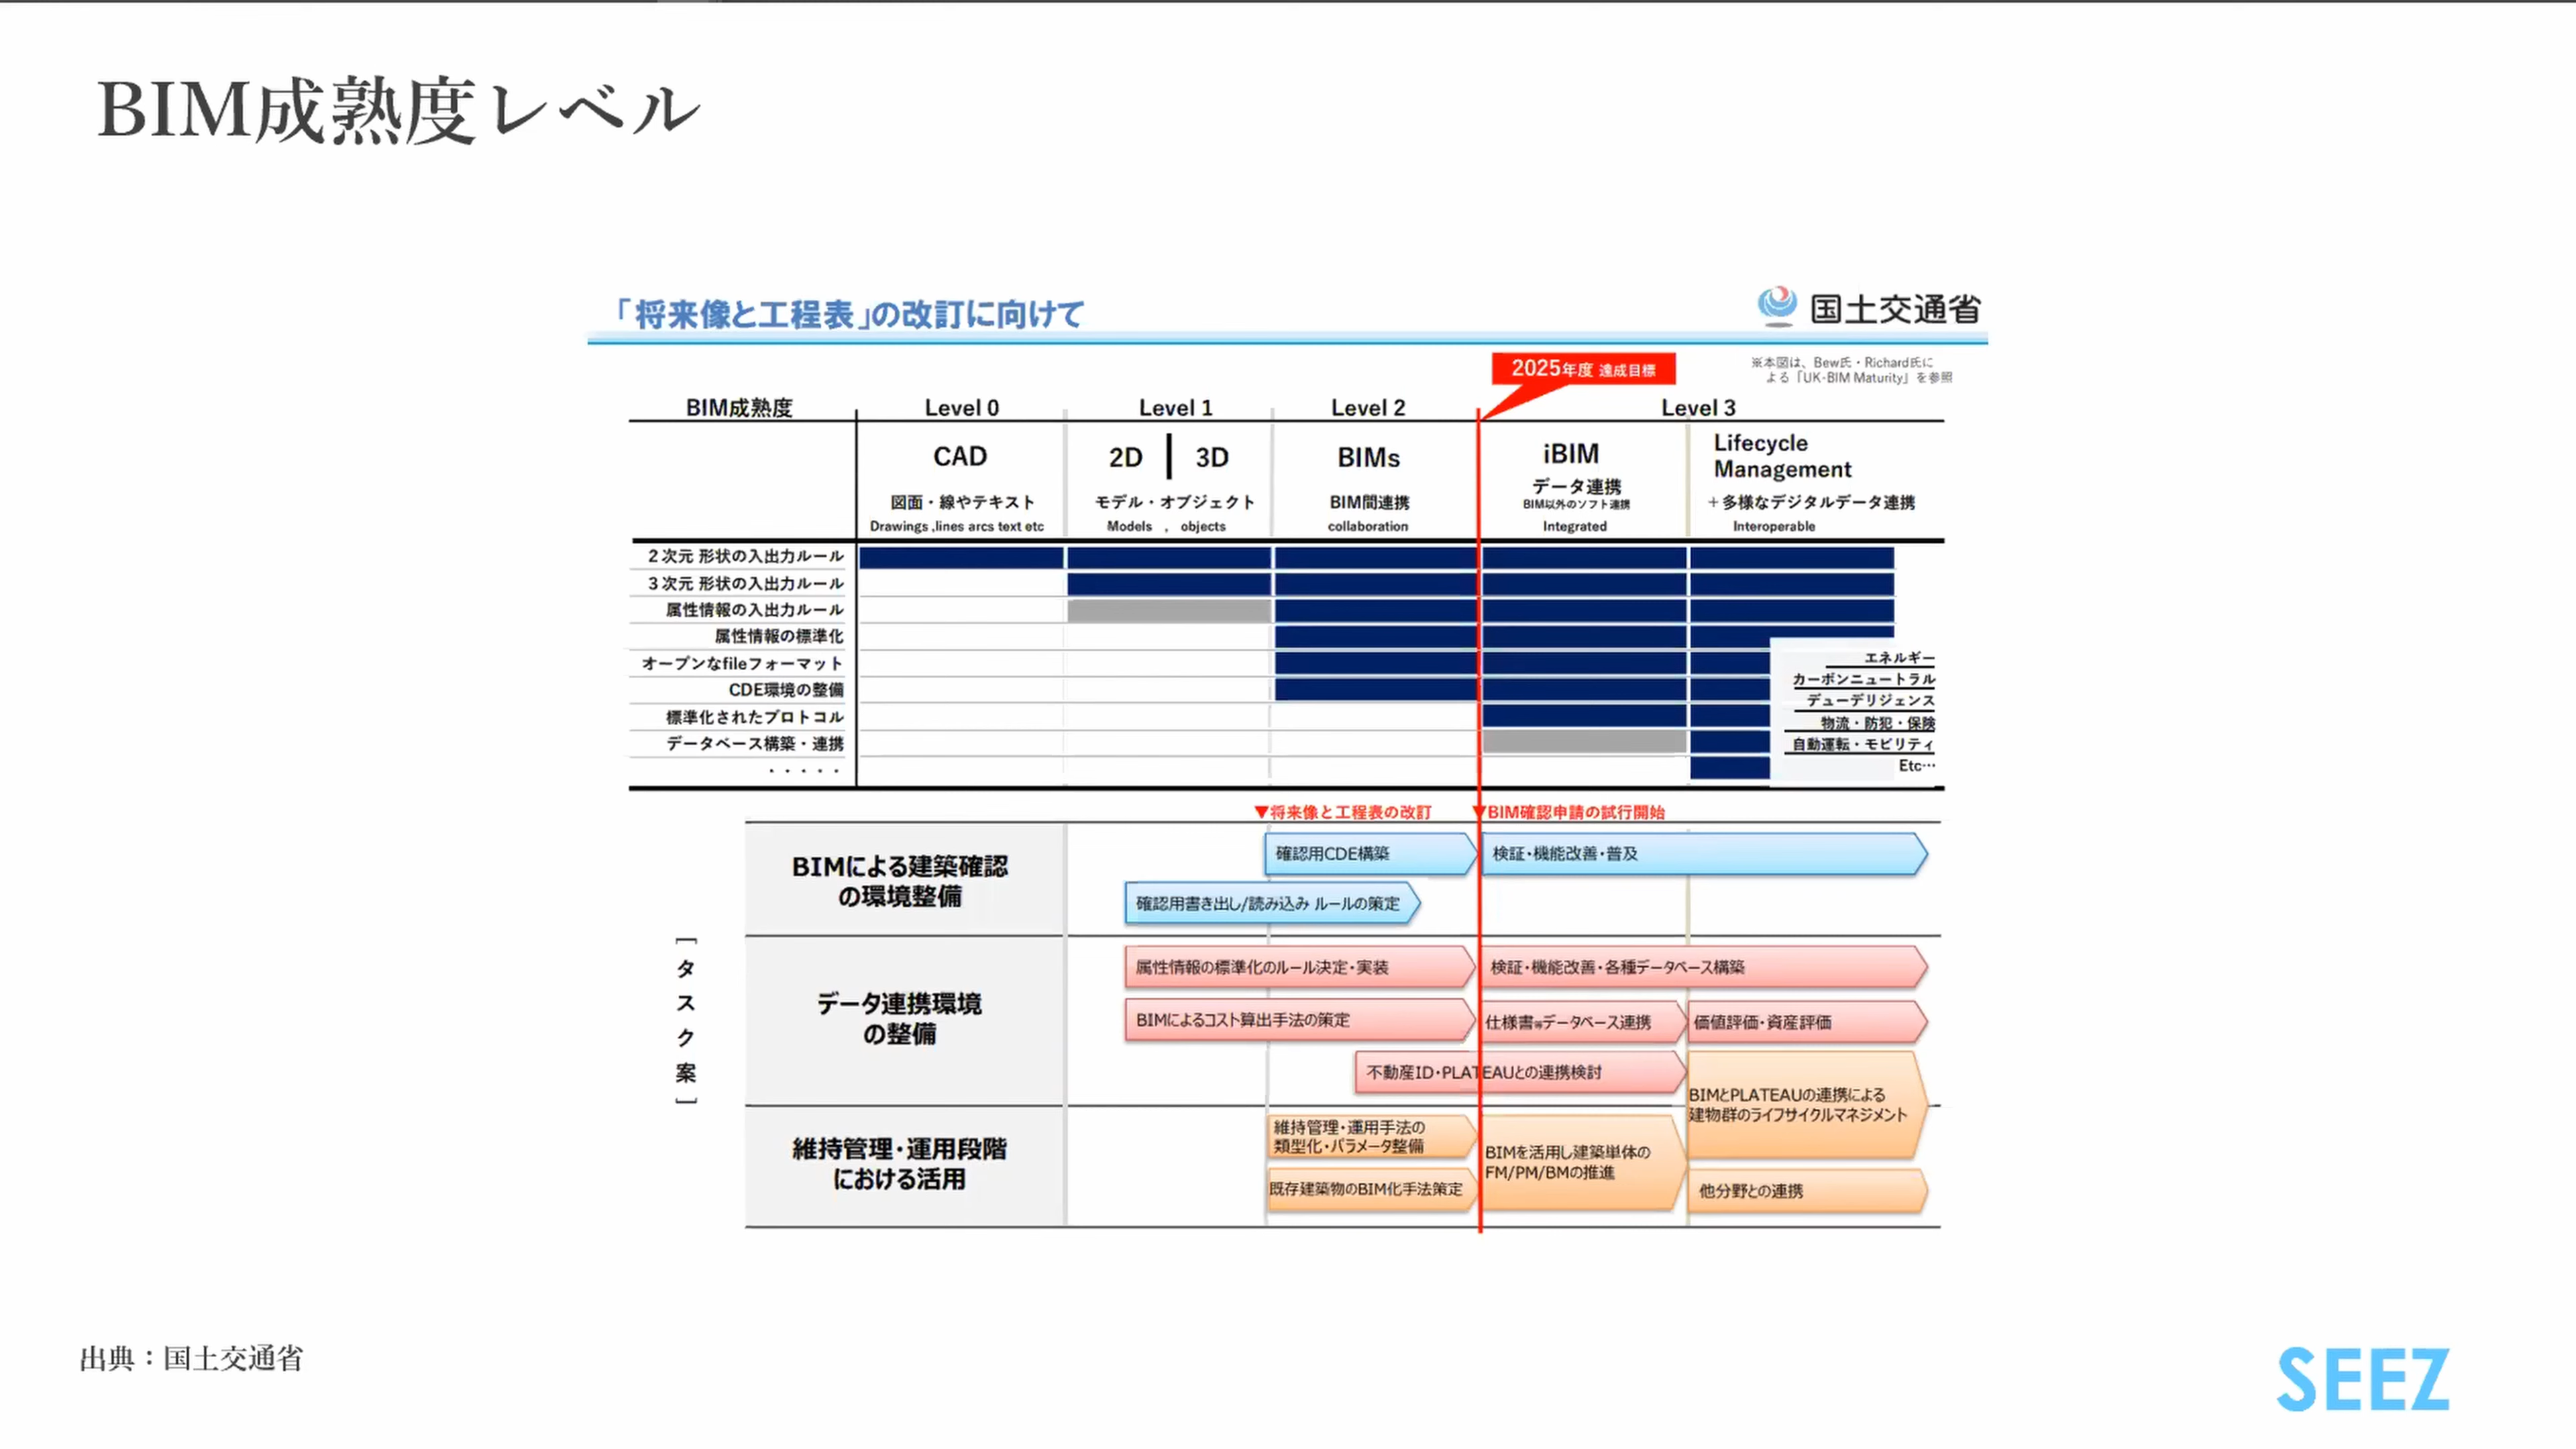 BIM成熟度レベル
「将来像と工程表」の改訂に向けて
国土交通省
2025年度 達成目標
※本図は、Bew氏・Richard氏に
よる「UK-BIM Maturity」を参照
BIM成熟度 Level 0 Level 1 Level 2 Level 3
CAD
図面・線やテキスト
Drawings ,lines arcs text etc
2D | 3D
モデル・オブジェクト
Models , objects
BIMs
BIM間連携
collaboration
iBIM
データ連携
BIM以外のソフト連携
Integrated
Lifecycle
Management
＋多様なデジタルデータ連携
Interoperable
２次元 形状の入出力ルール
３次元 形状の入出力ルール
属性情報の入出力ルール
属性情報の標準化
オープンなfileフォーマット
CDE環境の整備
標準化されたプロトコル
データベース構築・連携
・・・・・
エネルギー
カーボンニュートラル
デューデリジェンス
物流・防犯・保険
自動運転・モビリティ
Etc…
▼将来像と工程表の改訂
▼BIM確認申請の試行開始
［タスク案］
BIMによる建築確認
の環境整備
確認用CDE構築
検証・機能改善・普及
確認用書き出し/読み込み ルールの策定
データ連携環境
の整備
属性情報の標準化のルール決定・実装
検証・機能改善・各種データベース構築
BIMによるコスト算出手法の策定
仕様書等データベース連携
価値評価・資産評価
不動産ID・PLATEAUとの連携検討
BIMとPLATEAUの連携による
建物群のライフサイクルマネジメント
維持管理・運用段階
における活用
維持管理・運用手法の
類型化・パラメータ整備
既存建築物のBIM化手法策定
BIMを活用し建築単体の
FM/PM/BMの推進
他分野との連携
出典：国土交通省
SEEZ